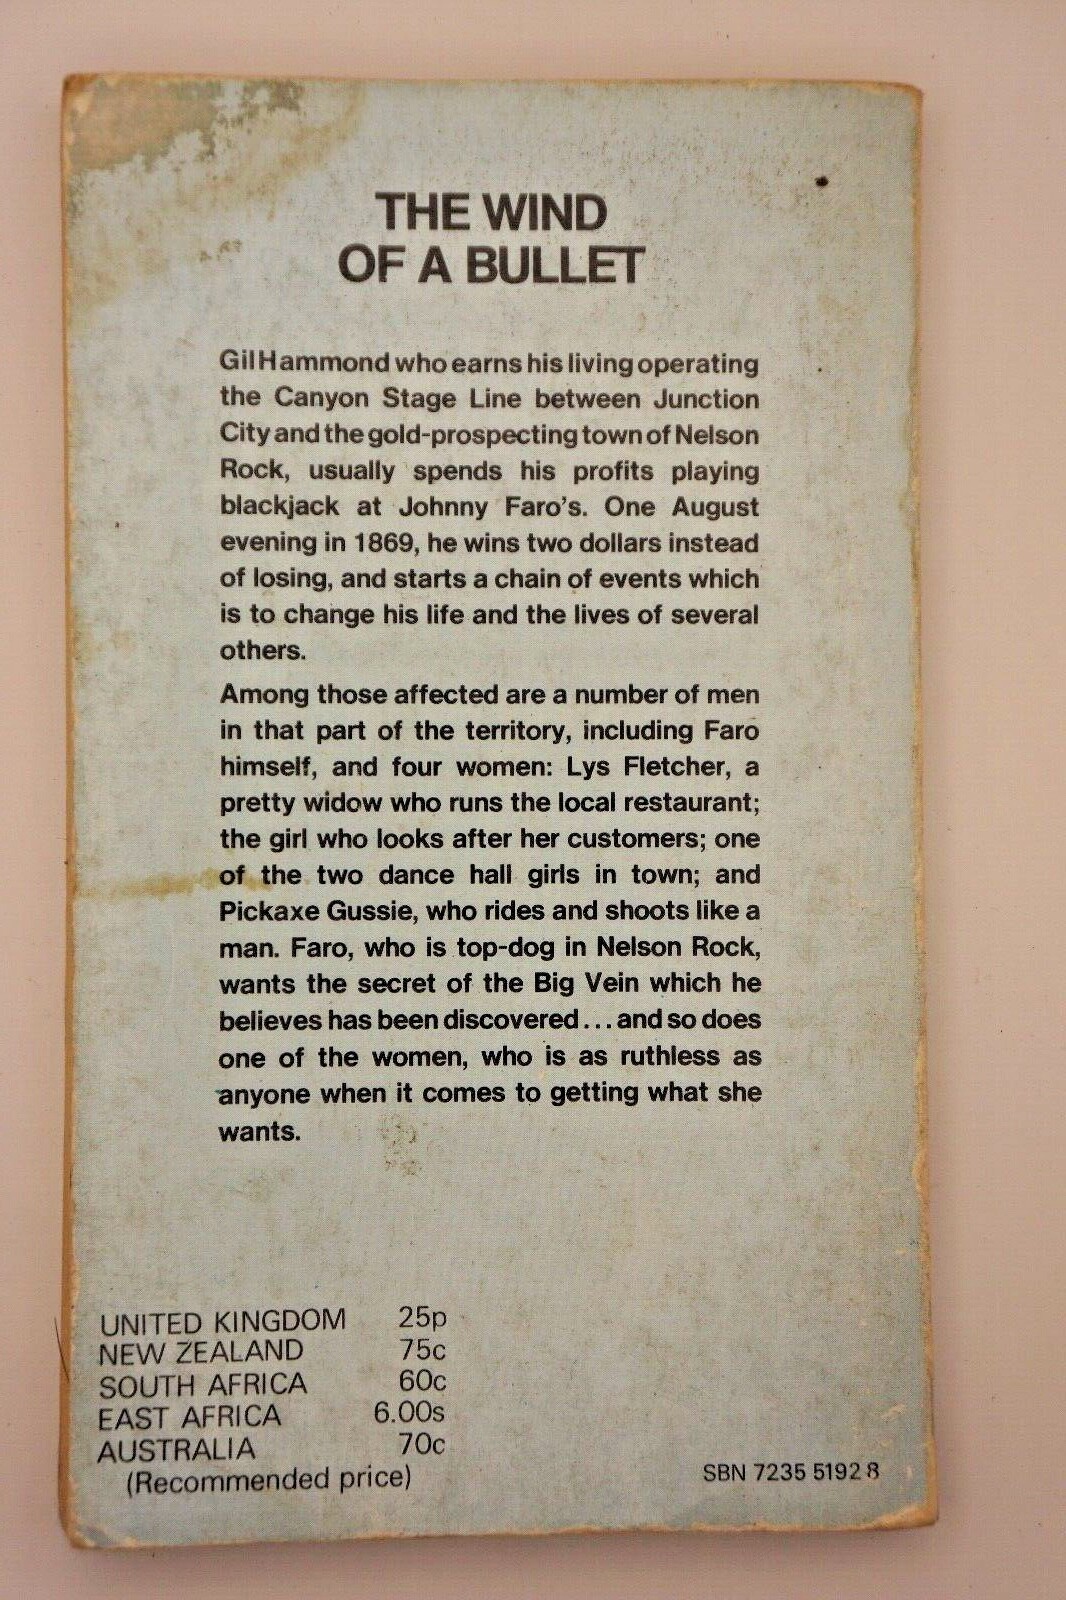 THE WIND
OF A BULLET
Gil Hammond who earns his living operating
the Canyon Stage Line between Junction
City and the gold-prospecting town of Nelson
Rock, usually spends his profits playing
blackjack at Johnny Faro's. One August
evening in 1869, he wins two dollars instead
of losing, and starts a chain of events which
is to change his life and the lives of several
others.
Among those affected are a number of men
in that part of the territory, including Faro
himself, and four women: Lys Fletcher, a
pretty widow who runs the local restaurant;
the girl who looks after her customers; one
of the two dance hall girls in town; and
Pickaxe Gussie, who rides and shoots like a
man. Faro, who is top-dog in Nelson Rock,
wants the secret of the Big Vein which he
believes has been discovered... and so does
one of the women, who is as ruthless as
anyone when it comes to getting what she
wants.
UNITED KINGDOM 25p
NEW ZEALAND 75c
SOUTH AFRICA 60c
EAST AFRICA 6.00s
AUSTRALIA 70c
(Recommended price)
SBN 7235 5192 8